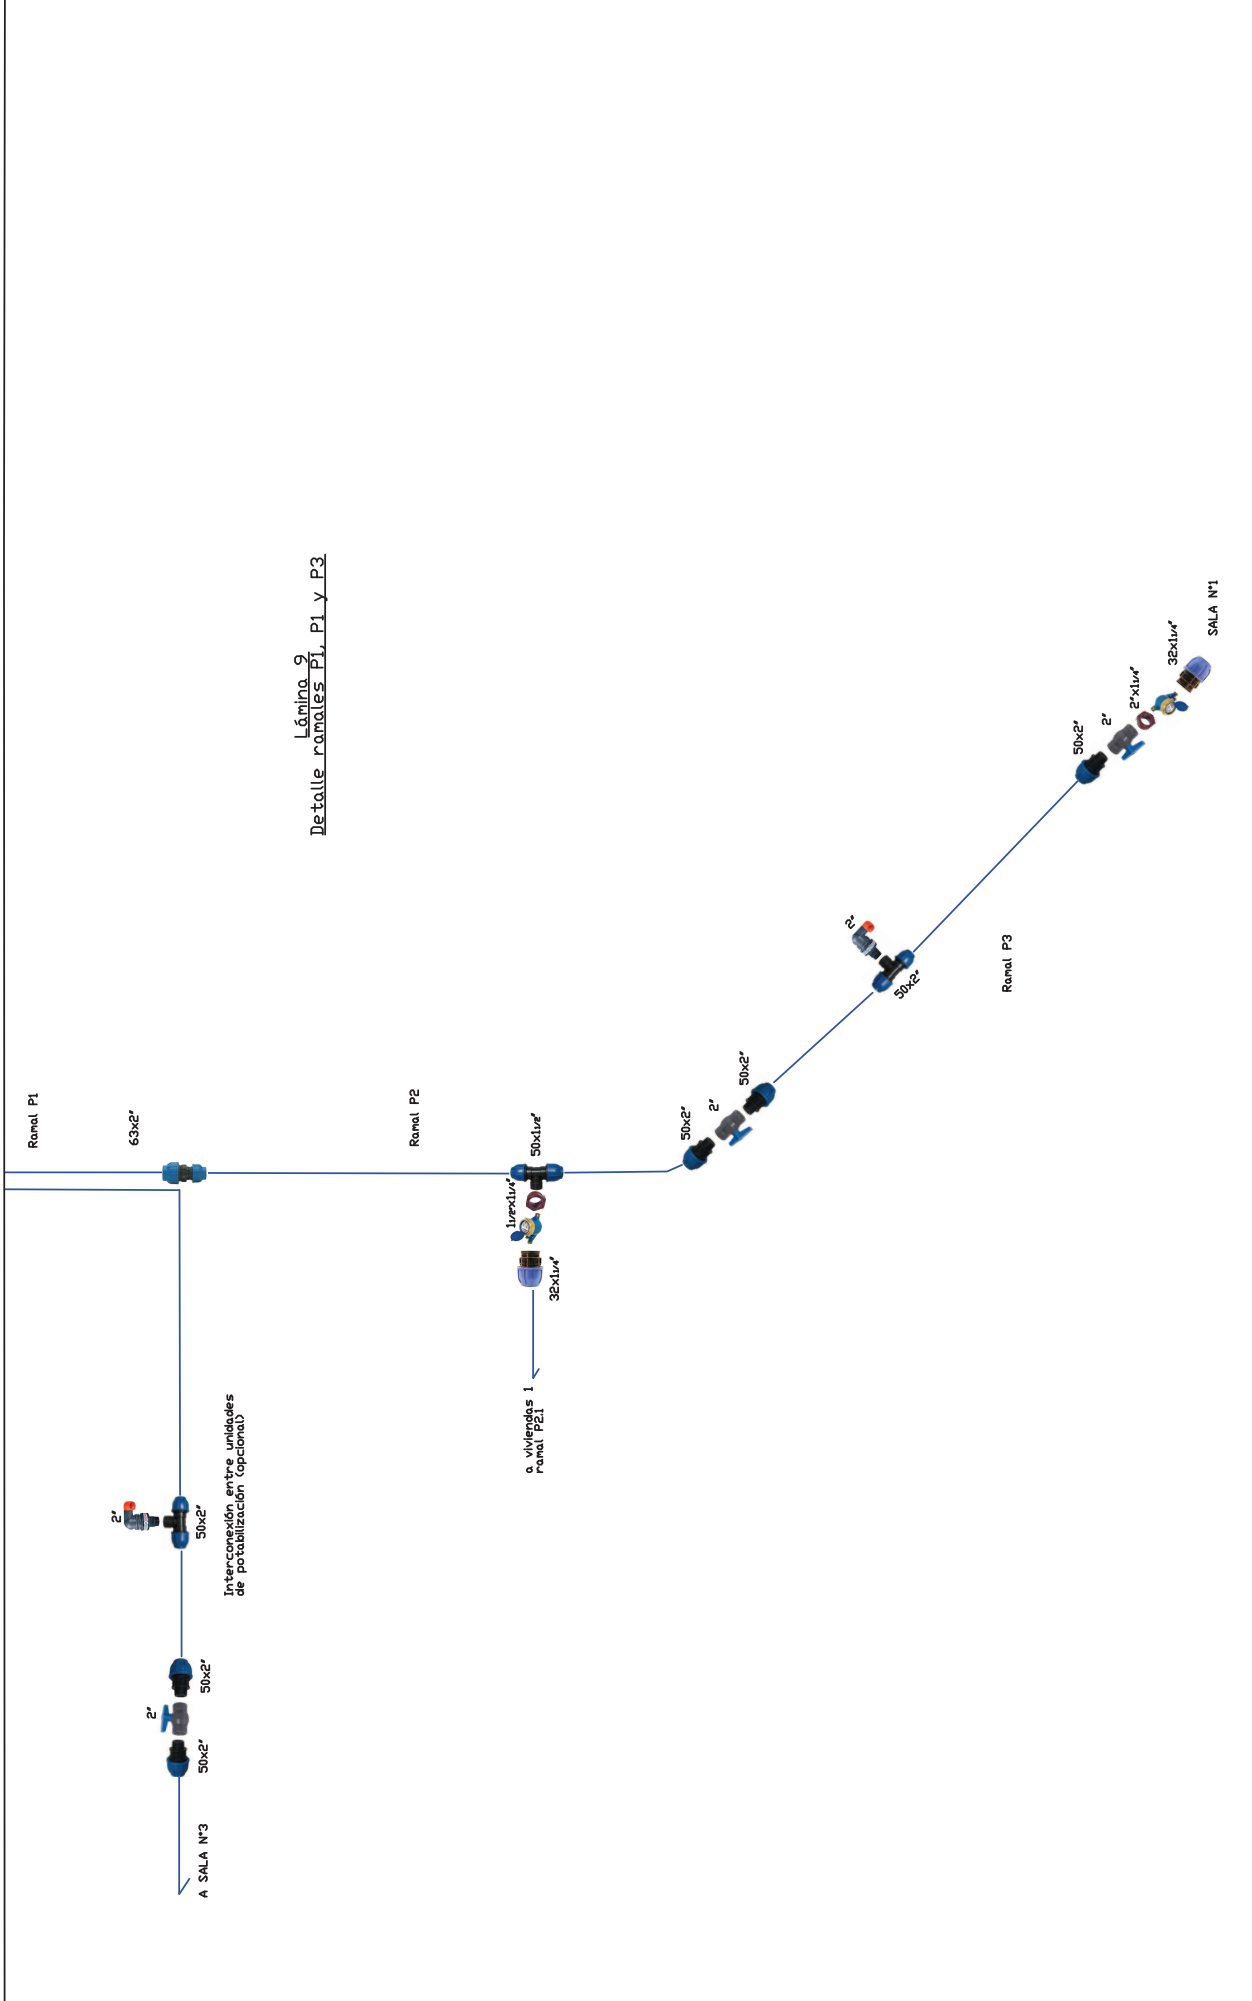 Lámina 9
Detalle ramales P1, P1 y P3
Ramal P1
63x2"
Ramal P2
50x11/2"
11/2"x11/4"
32x11/4"
a viviendas 1
ramal P2.1
50x2"
2"
50x2"
2"
50x2"
Ramal P3
50x2"
2"
2"x11/4"
32x11/4"
SALA N°1
2"
50x2"
Interconexión entre unidades
de potabilización (opcional)
50x2"
2"
50x2"
A SALA N°3